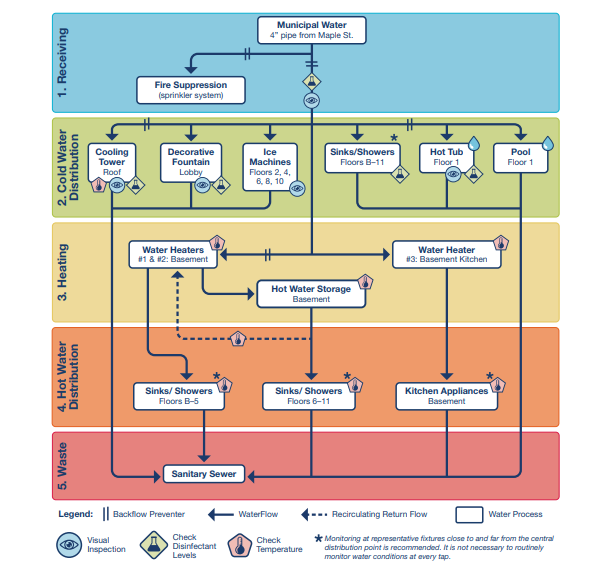 1. Receiving
Municipal Water
4" pipe from Maple St.
Fire Suppression
(sprinkler system)
2. Cold Water
Distribution
Cooling
Tower
Roof
Decorative
Fountain
Lobby
Ice
Machines
Floors 2, 4,
6, 8, 10
Sinks/Showers
Floors B–11
*
Hot Tub
Floor 1
Pool
Floor 1
3. Heating
Water Heaters
#1 & #2: Basement
Water Heater
#3: Basement Kitchen
Hot Water Storage
Basement
4. Hot Water
Distribution
Sinks/ Showers
Floors B–5
*
Sinks/ Showers
Floors 6–11
*
Kitchen Appliances
Basement
*
5. Waste
Sanitary Sewer
Legend:
Backflow Preventer
WaterFlow
Recirculating Return Flow
Water Process
Visual
Inspection
Check
Disinfectant
Levels
Check
Temperature
*Monitoring at representative fixtures close to and far from the central
distribution point is recommended. It is not necessary to routinely
monitor water conditions at every tap.